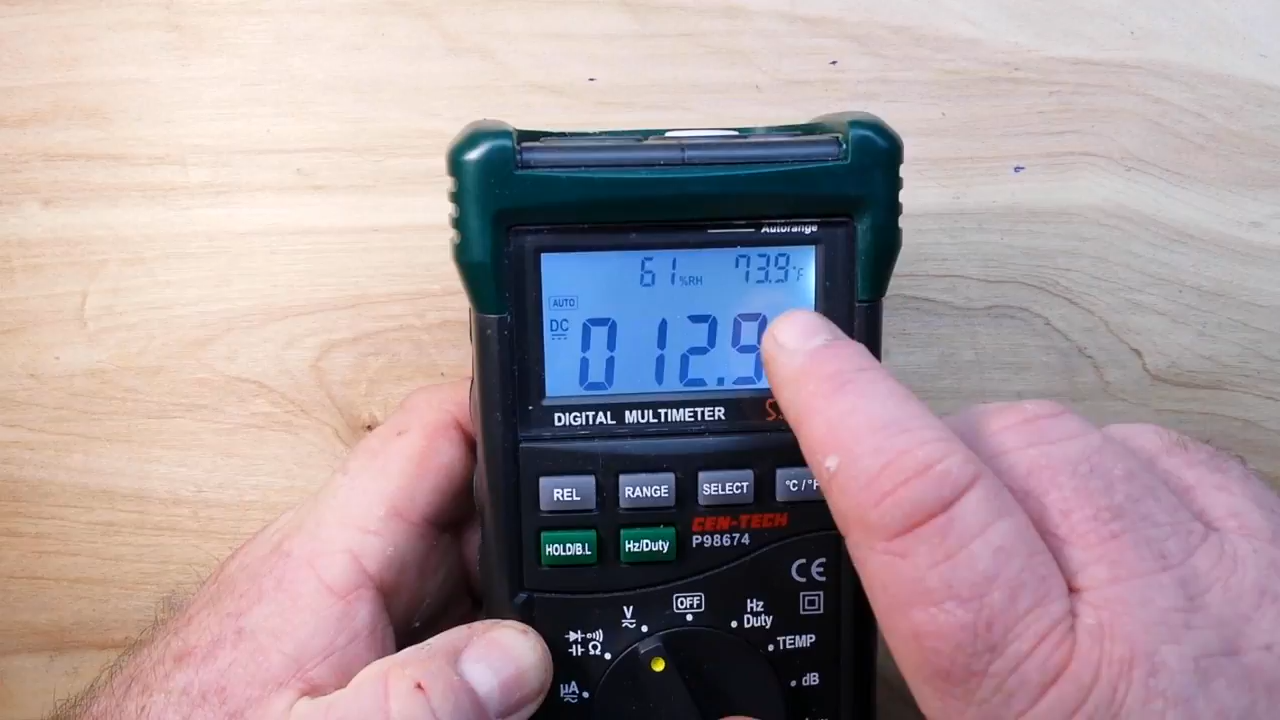 Autorange
61 %RH 73.9 °F
AUTO
DC
012.9
DIGITAL MULTIMETER
REL RANGE SELECT °C/°F
HOLD/B.L Hz/Duty
CEN-TECH
P98674
CE
V OFF Hz Duty
Ω TEMP
µA dB